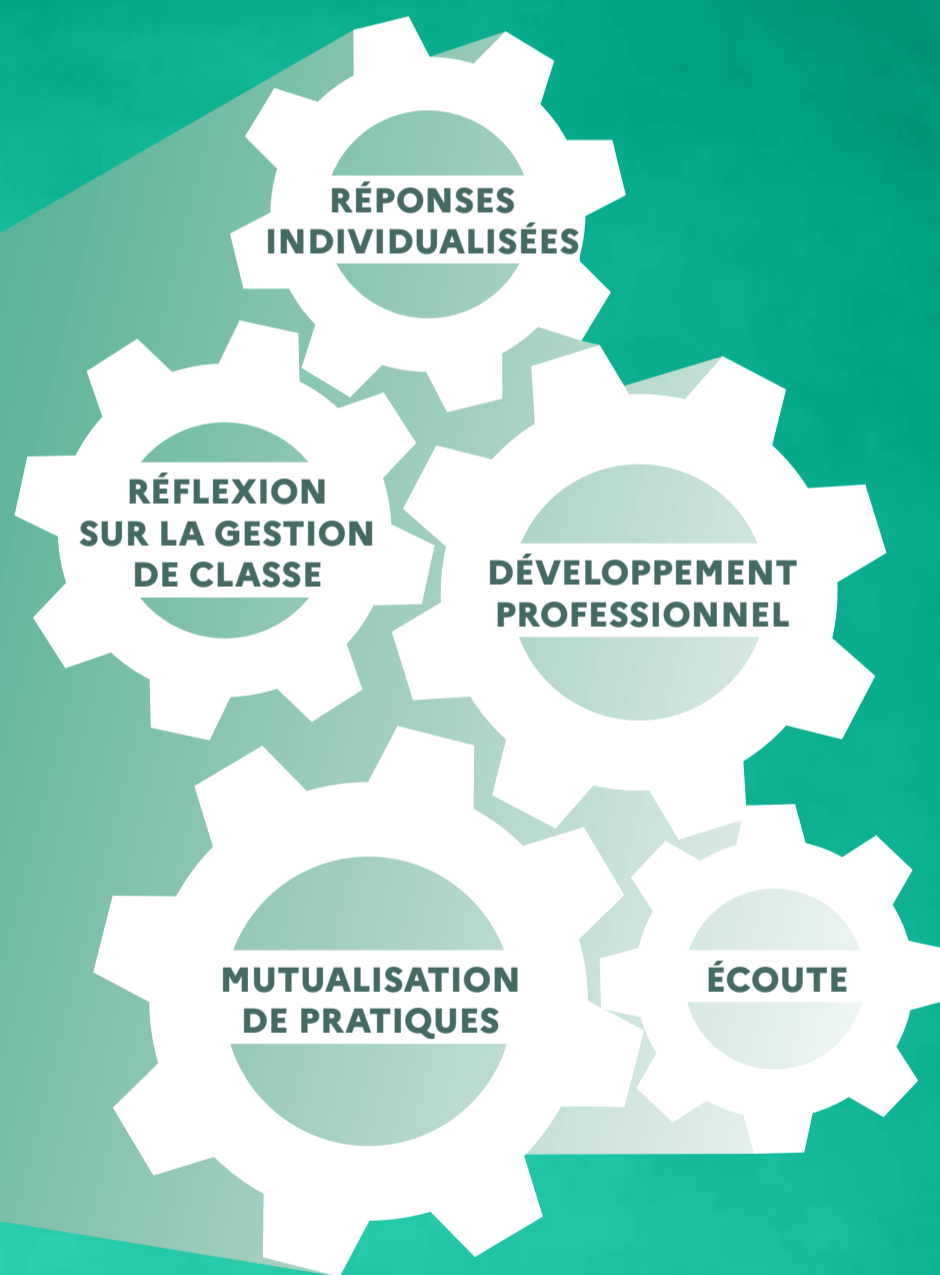 RÉPONSES
INDIVIDUALISÉES
RÉFLEXION
SUR LA GESTION
DE CLASSE
DÉVELOPPEMENT
PROFESSIONNEL
MUTUALISATION
DE PRATIQUES
ÉCOUTE